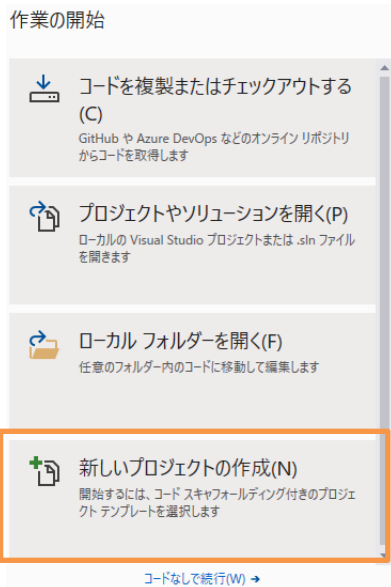 作業の開始
コードを複製またはチェックアウトする
(C)
GitHub や Azure DevOps などのオンライン リポジトリ
からコードを取得します
プロジェクトやソリューションを開く(P)
ローカルの Visual Studio プロジェクトまたは .sln ファイル
を開きます
ローカル フォルダーを開く(F)
任意のフォルダー内のコードに移動して編集します
新しいプロジェクトの作成(N)
開始するには、コード スキャフォールディング付きのプロジェ
クト テンプレートを選択します
コードなしで続行(W) →